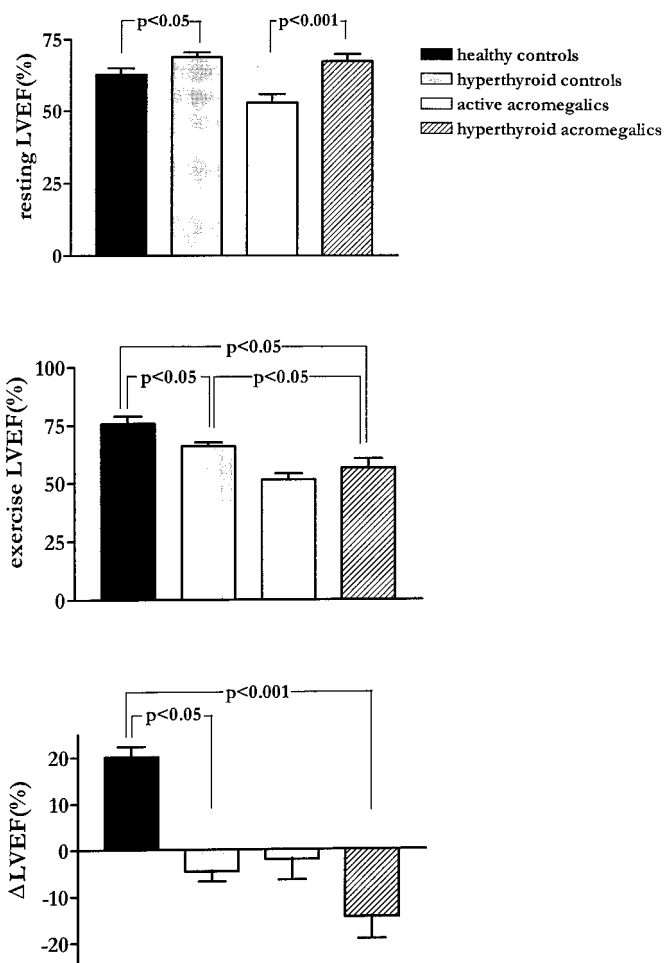 p<0.05
p<0.001
75
50
25
0
resting LVEF(%)
healthy controls
hyperthyroid controls
active acromegalics
hyperthyroid acromegalics
p<0.05
p<0.05
p<0.05
100
75
50
25
0
exercise LVEF(%)
p<0.001
p<0.05
20
10
0
-10
-20
ΔLVEF(%)